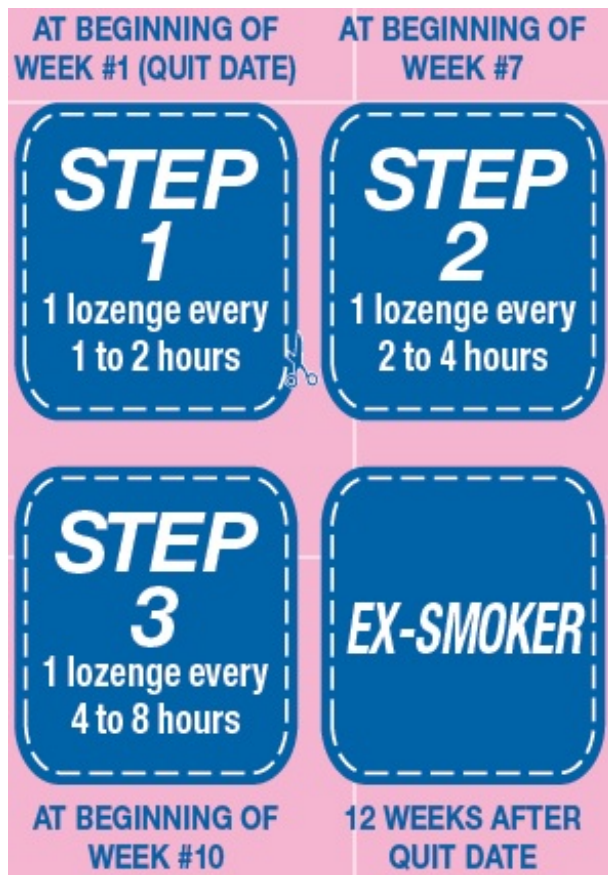 AT BEGINNING OF
WEEK #1 (QUIT DATE)
STEP
1
1 lozenge every
1 to 2 hours
AT BEGINNING OF
WEEK #7
STEP
2
1 lozenge every
2 to 4 hours
STEP
3
1 lozenge every
4 to 8 hours
AT BEGINNING OF
WEEK #10
EX-SMOKER
12 WEEKS AFTER
QUIT DATE